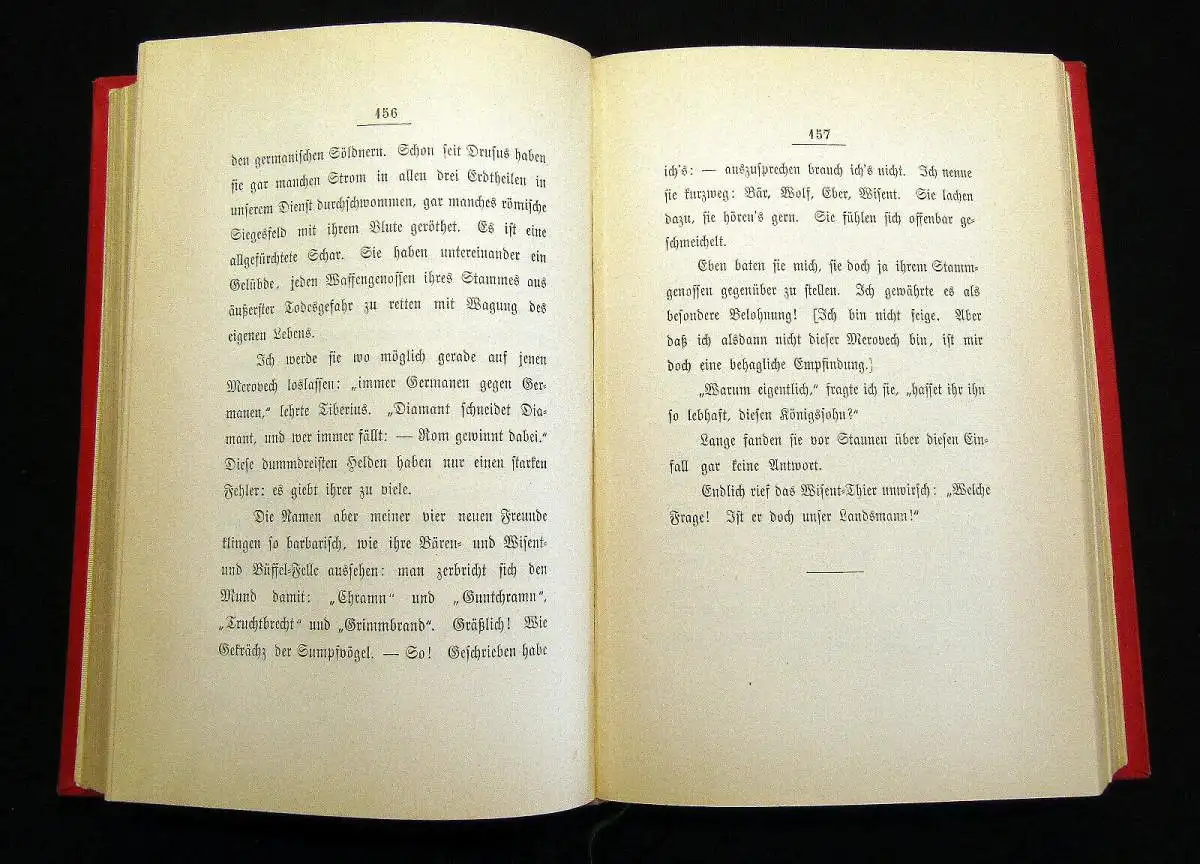 156
den germanischen Söldnern. Schon seit Drusus haben
sie gar manchen Strom in allen drei Erdtheilen in
unserem Dienst durchschwommen, gar manches römische
Siegesfeld mit ihrem Blute geröthet. Es ist eine
allgefürchtete Schar. Sie haben untereinander ein
Gelübde, jeden Waffengenossen ihres Stammes aus
äußerster Todesgefahr zu retten mit Wagung des
eigenen Lebens.
Ich werde sie wo möglich gerade auf jenen
Merovech loslassen: „immer Germanen gegen Ger-
manen,“ lehrte Tiberius. „Diamant schneidet Dia-
mant, und wer immer fällt: — Rom gewinnt dabei.“
Diese dummdreisten Helden haben nur einen starken
Fehler: es giebt ihrer zu viele.
Die Namen aber meiner vier neuen Freunde
klingen so barbarisch, wie ihre Bären- und Wisent-
und Büffel-Felle aussehen: man zerbricht sich den
Mund damit: „Chramn“ und „Guntchramn“,
„Truchtbrecht“ und „Grimmbrand“. Gräßlich! Wie
Gekrächz der Sumpfvögel. — So! Geschrieben habe
157
ich's: — auszusprechen brauch ich's nicht. Ich nenne
sie kurzweg: Bär, Wolf, Eber, Wisent. Sie lachen
dazu, sie hören's gern. Sie fühlen sich offenbar ge-
schmeichelt.
Eben baten sie mich, sie doch ja ihrem Stamm-
genossen gegenüber zu stellen. Ich gewährte es als
besondere Belohnung! [Ich bin nicht feige. Aber
daß ich alsdann nicht dieser Merovech bin, ist mir
doch eine behagliche Empfindung.]
„Warum eigentlich,“ fragte ich sie, „hasset ihr ihn
so lebhaft, diesen Königssohn?“
Lange fanden sie vor Staunen über diesen Ein-
fall gar keine Antwort.
Endlich rief das Wisent-Thier unwirsch: „Welche
Frage! Ist er doch unser Landsmann!“